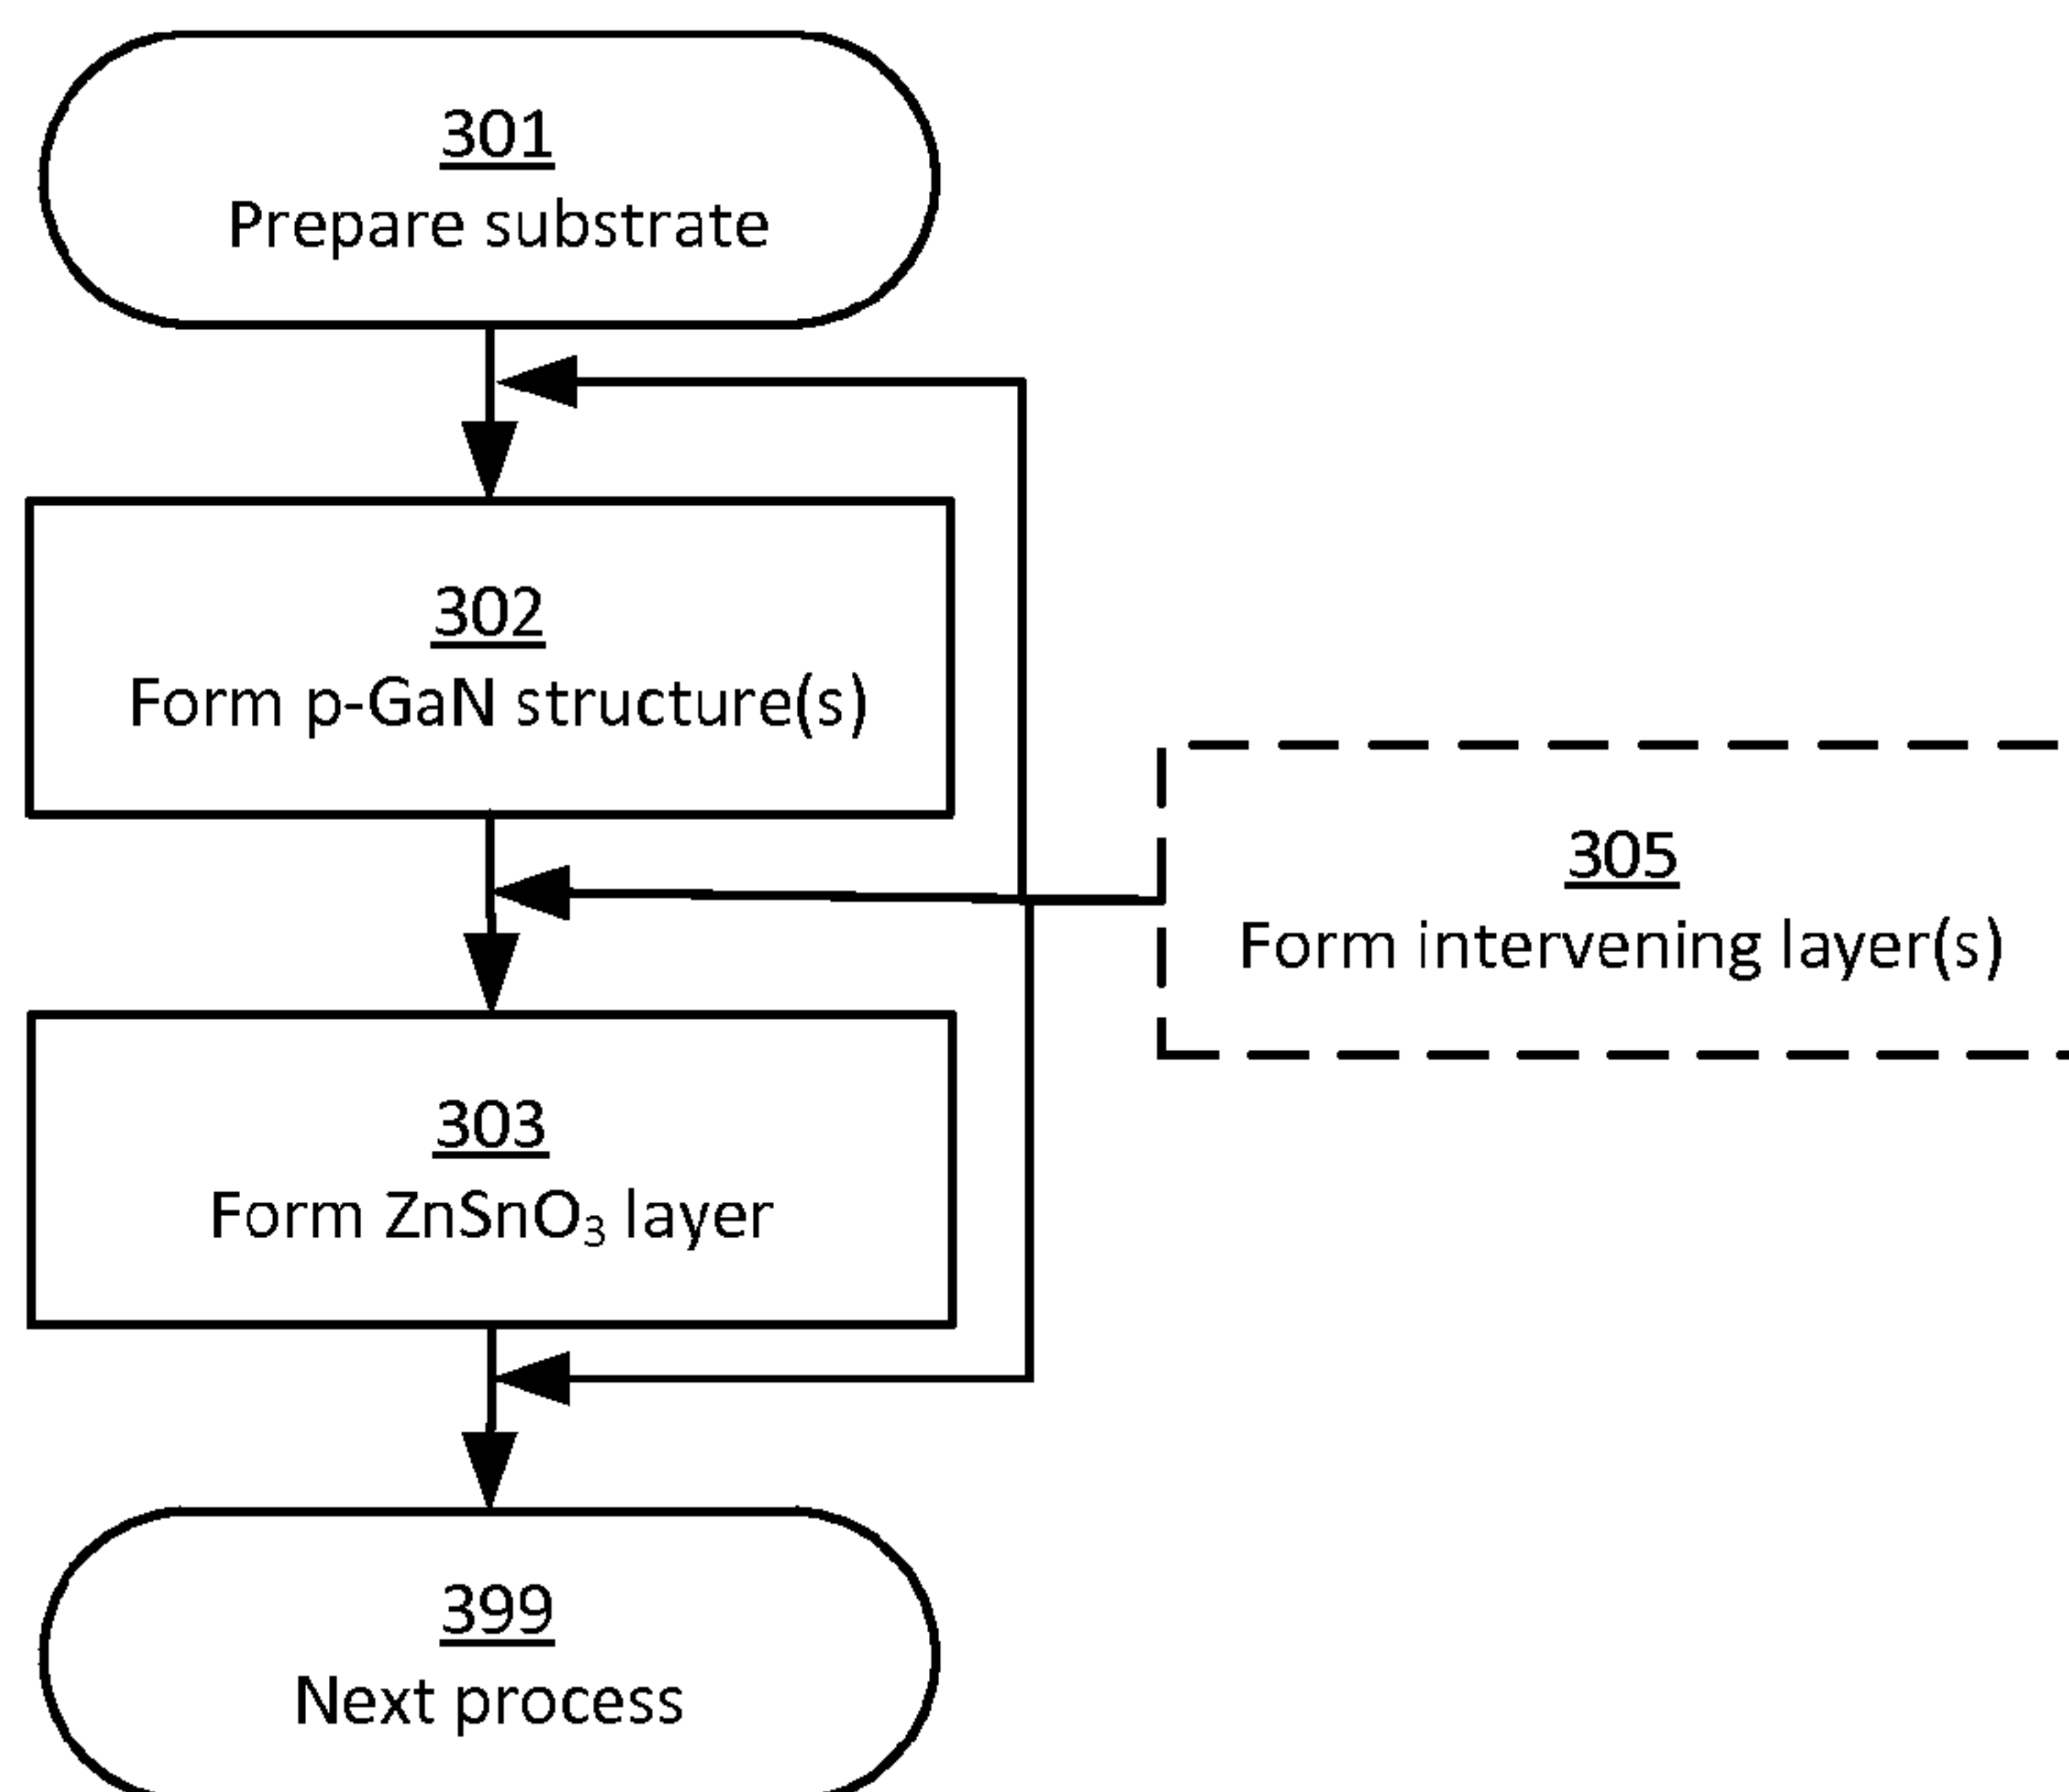 301
Prepare substrate
302
Form p-GaN structure(s)
305
Form intervening layer(s)
303
Form ZnSnO₃ layer
399
Next process